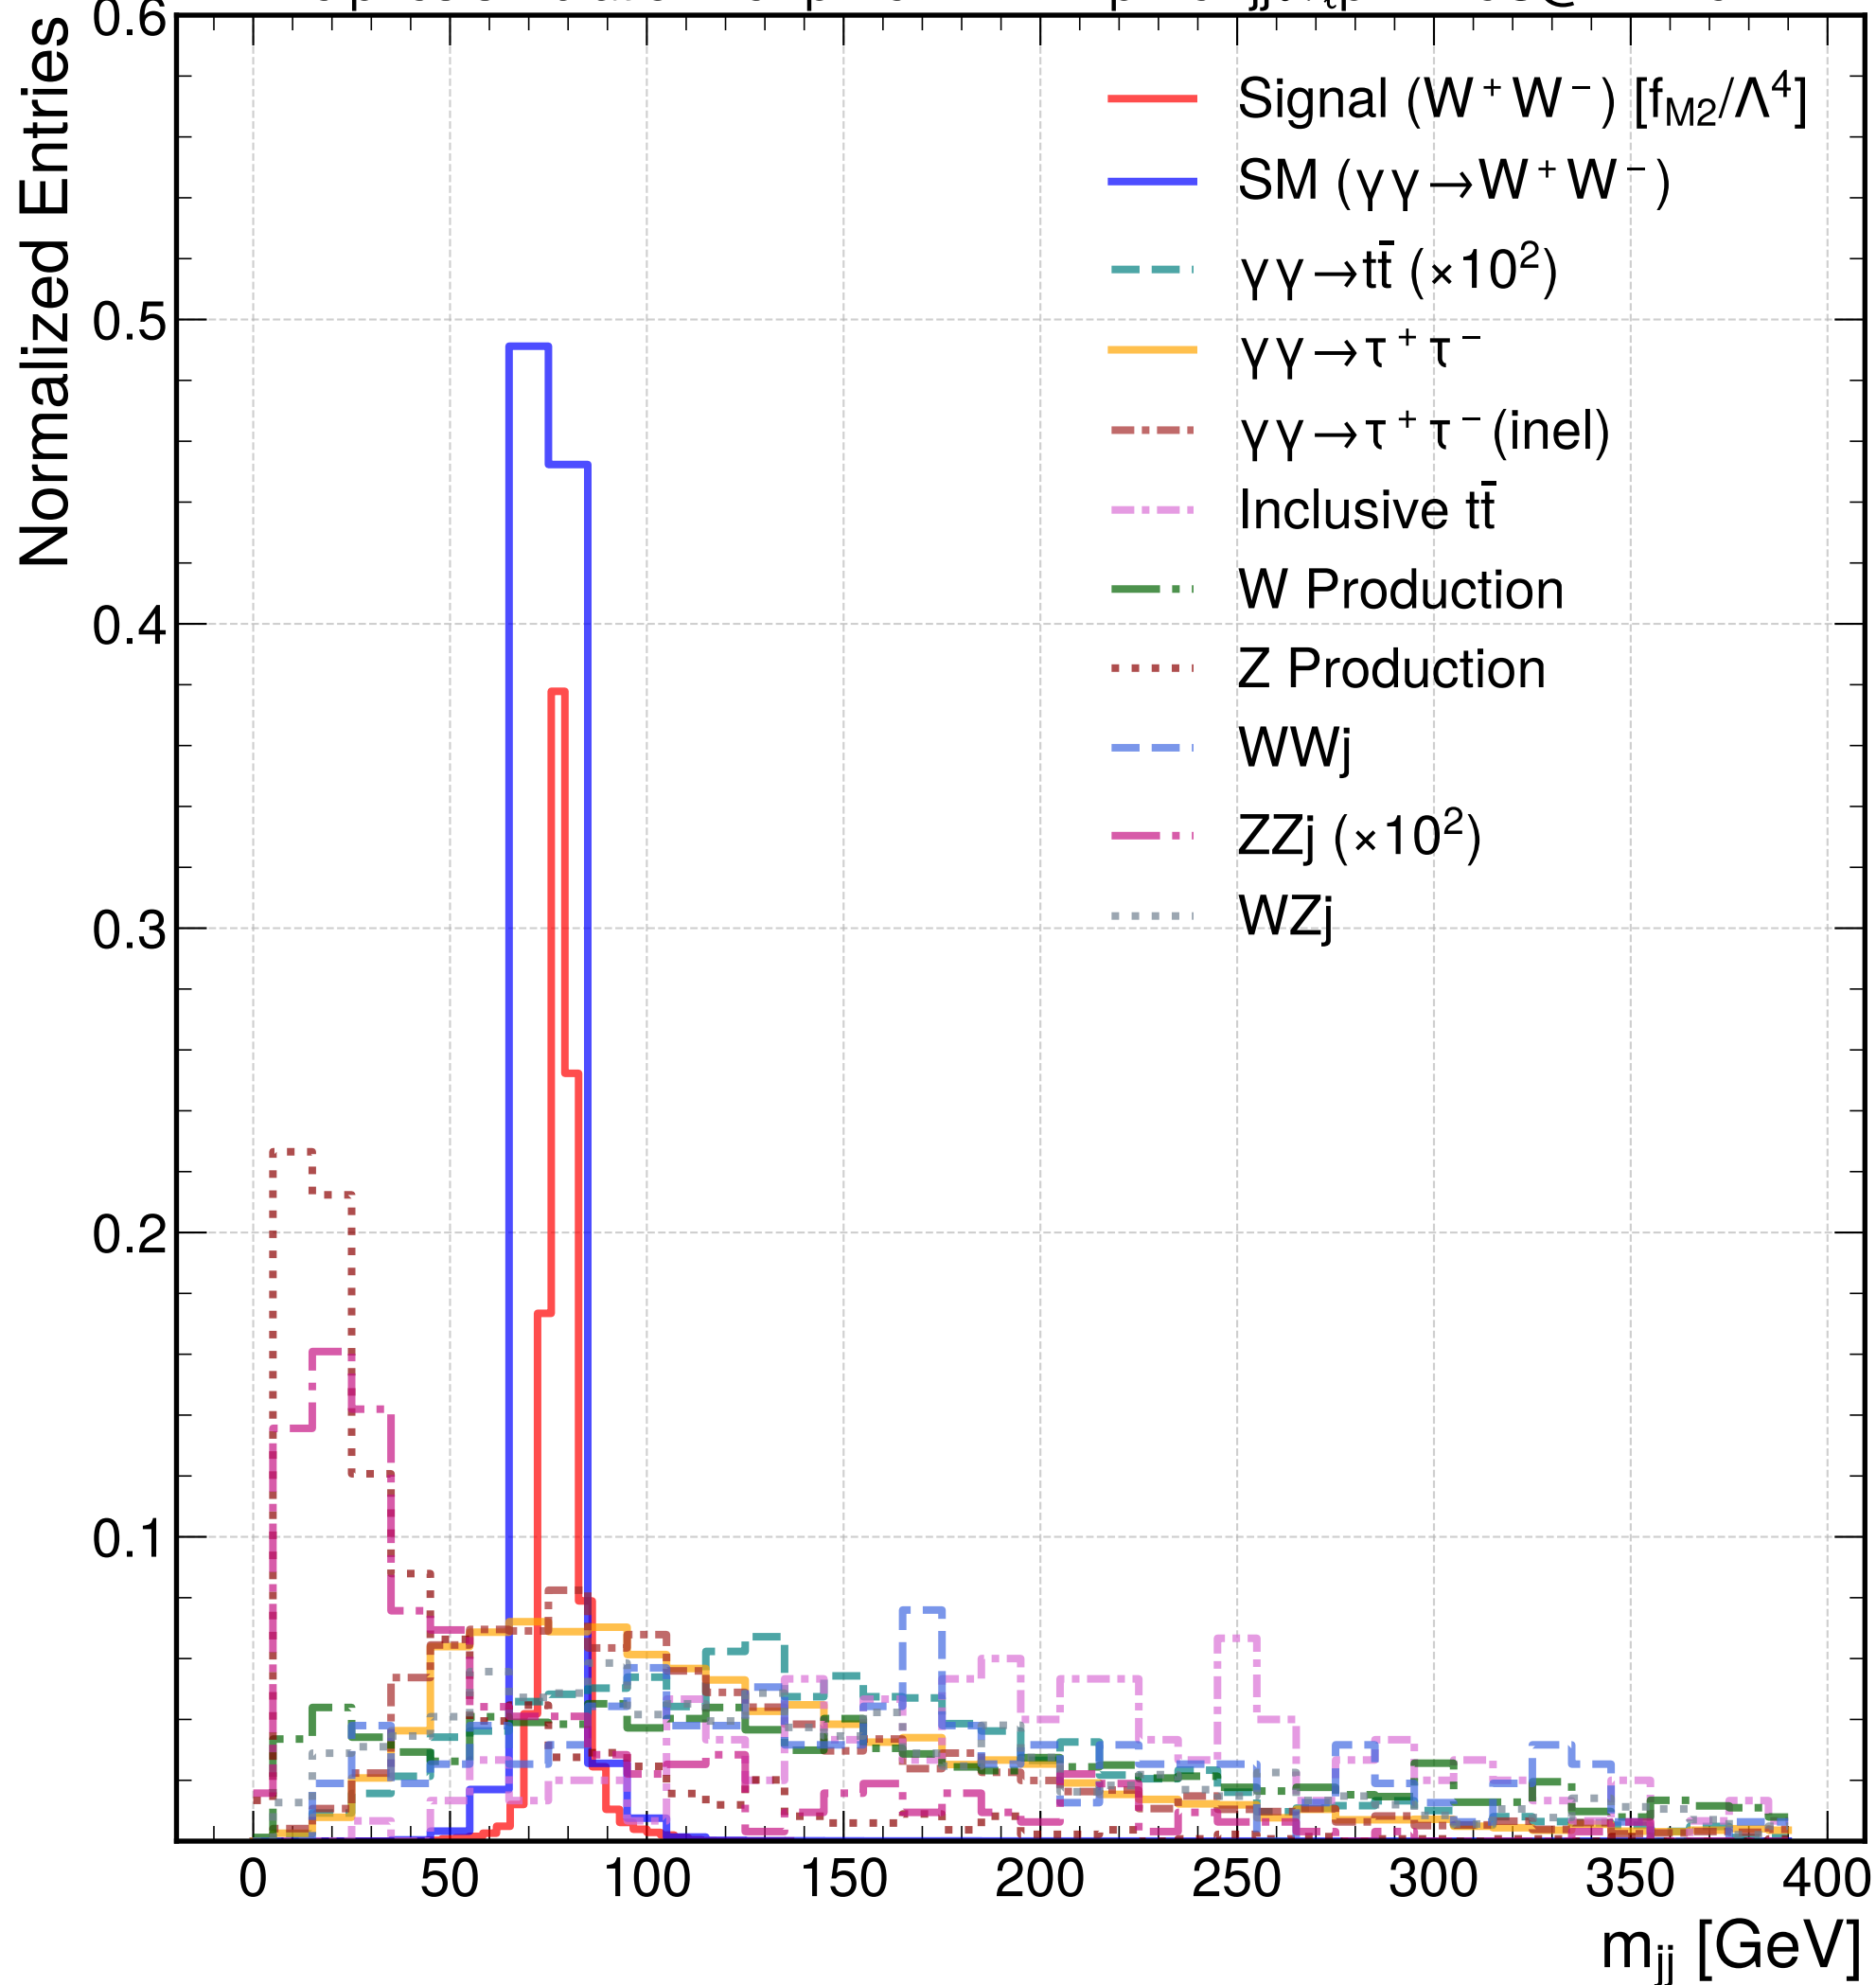 0.6
0.5
0.4
0.3
0.2
0.1
Normalized Entries
Signal (W⁺W⁻) [f_M2/Λ⁴]
SM (γγ→W⁺W⁻)
γγ→tt̄ (×10²)
γγ→τ⁺τ⁻
γγ→τ⁺τ⁻(inel)
Inclusive tt̄
W Production
Z Production
WWj
ZZj (×10²)
WZj
0 50 100 150 200 250 300 350 400
m_jj [GeV]